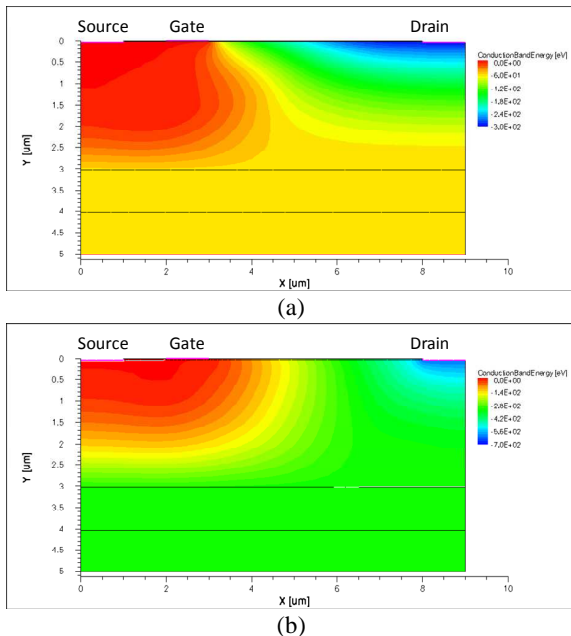 Source Gate Drain
ConductionBandEnergy [eV]
0.0E+00
-6.0E+01
-1.2E+02
-1.8E+02
-2.4E+02
-3.0E+02
0
0.5
1
1.5
2
2.5
3
3.5
4
4.5
5
Y [um]
0 2 4 6 8 10
X [um]
(a)
Source Gate Drain
ConductionBandEnergy [eV]
0.0E+00
-1.4E+02
-2.8E+02
-4.2E+02
-5.6E+02
-7.0E+02
0
0.5
1
1.5
2
2.5
3
3.5
4
4.5
5
Y [um]
0 2 4 6 8 10
X [um]
(b)